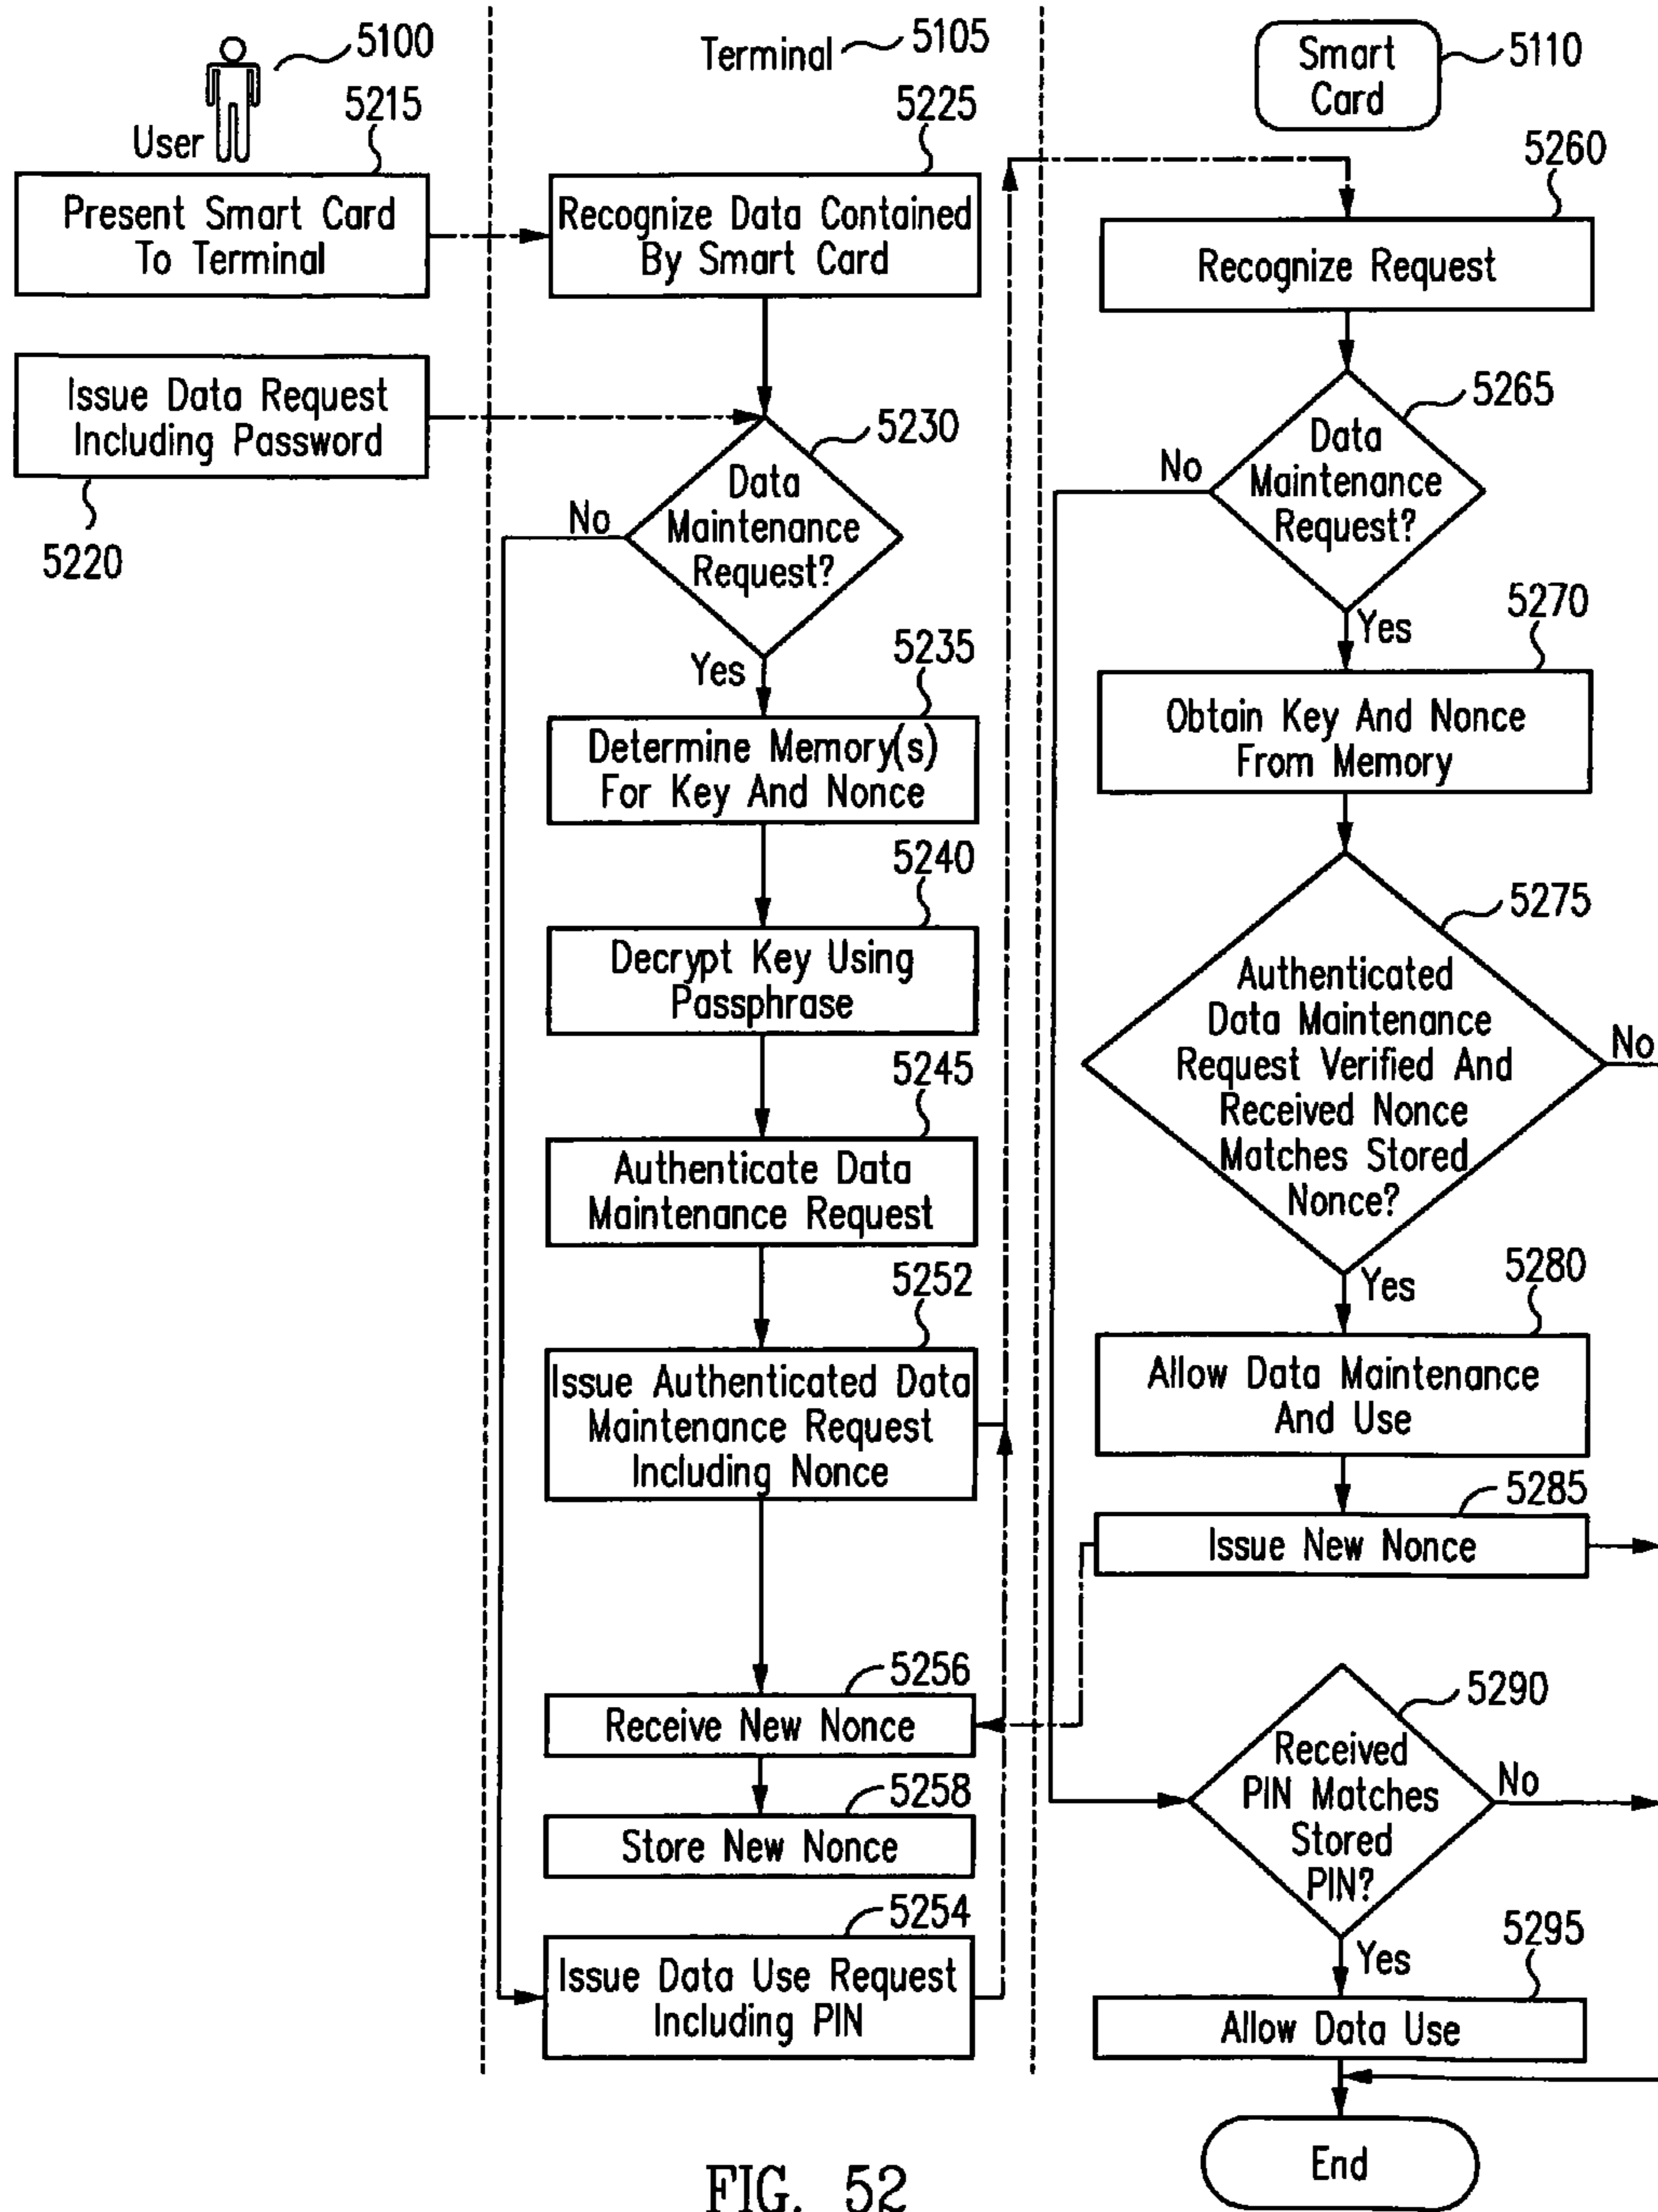 5100
User
5215
Present Smart Card
To Terminal
Issue Data Request
Including Password
5220
Terminal
5105
5225
Recognize Data Contained
By Smart Card
5230
Data
Maintenance
Request?
No
Yes
5235
Determine Memory(s)
For Key And Nonce
5240
Decrypt Key Using
Passphrase
5245
Authenticate Data
Maintenance Request
5252
Issue Authenticated Data
Maintenance Request
Including Nonce
5256
Receive New Nonce
5258
Store New Nonce
5254
Issue Data Use Request
Including PIN
Smart
Card
5110
5260
Recognize Request
5265
Data
Maintenance
Request?
No
Yes
5270
Obtain Key And Nonce
From Memory
5275
Authenticated
Data Maintenance
Request Verified And
Received Nonce
Matches Stored
Nonce?
No
Yes
5280
Allow Data Maintenance
And Use
5285
Issue New Nonce
5290
Received
PIN Matches
Stored
PIN?
No
Yes
5295
Allow Data Use
End
FIG. 52